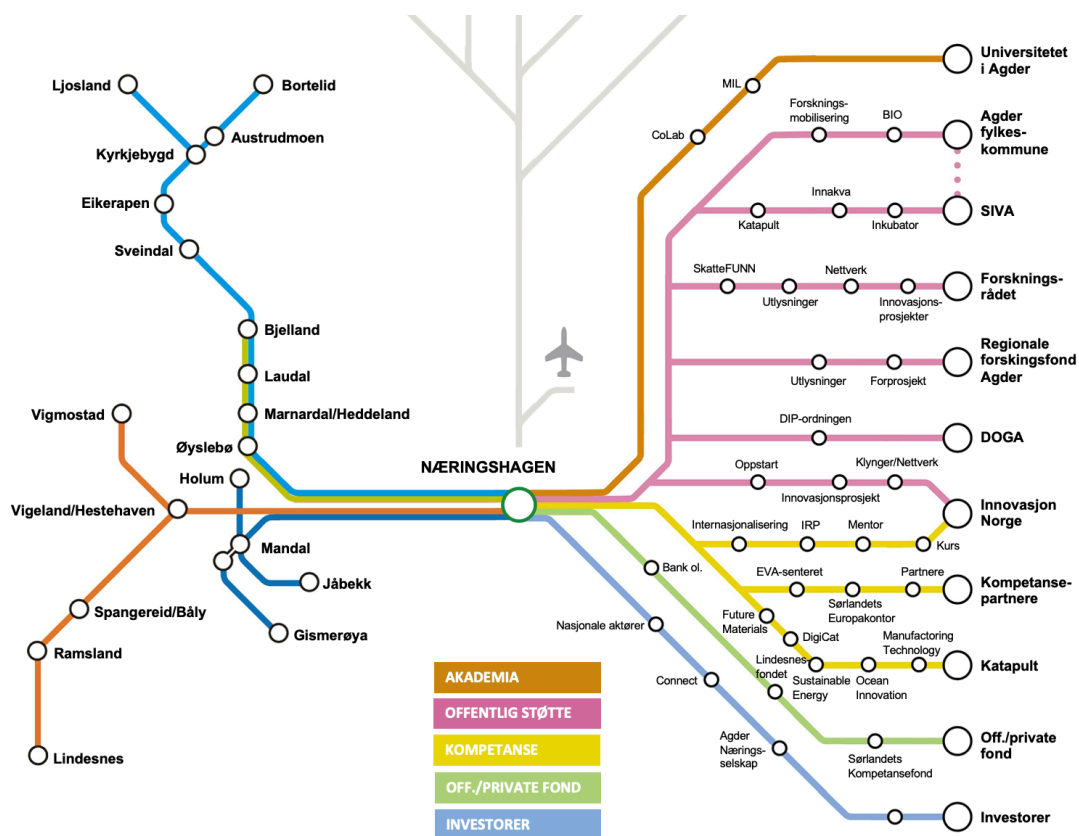 Ljosland
Bortelid
Austrudmoen
Kyrkjebygd
Eikerapen
Sveindal
Bjelland
Laudal
Marnardal/Heddeland
Øyslebø
Vigmostad
Holum
Vigeland/Hestehaven
Mandal
Jåbekk
Gismerøya
Spangereid/Båly
Ramsland
Lindesnes
NÆRINGSHAGEN
MIL
CoLab
Universitetet
i Agder
Forsknings-
mobilisering
BIO
Agder
fylkes-
kommune
Katapult
Innakva
Inkubator
SIVA
SkatteFUNN
Utlysninger
Nettverk
Innovasjons-
prosjekter
Forsknings-
rådet
Utlysninger
Forprosjekt
Regionale
forskingsfond
Agder
DIP-ordningen
DOGA
Oppstart
Innovasjonsprosjekt
Klynger/Nettverk
Innovasjon
Norge
Internasjonalisering
IRP
Mentor
Kurs
EVA-senteret
Sørlandets
Europakontor
Partnere
Kompetanse-
partnere
Future
Materials
DigiCat
Sustainable
Energy
Ocean
Innovation
Manufactoring
Technology
Katapult
Bank ol.
Lindesnes-
fondet
Sørlandets
Kompetansefond
Off./private
fond
Nasjonale aktører
Connect
Agder
Nærings-
selskap
Investorer
AKADEMIA
OFFENTLIG STØTTE
KOMPETANSE
OFF./PRIVATE FOND
INVESTORER